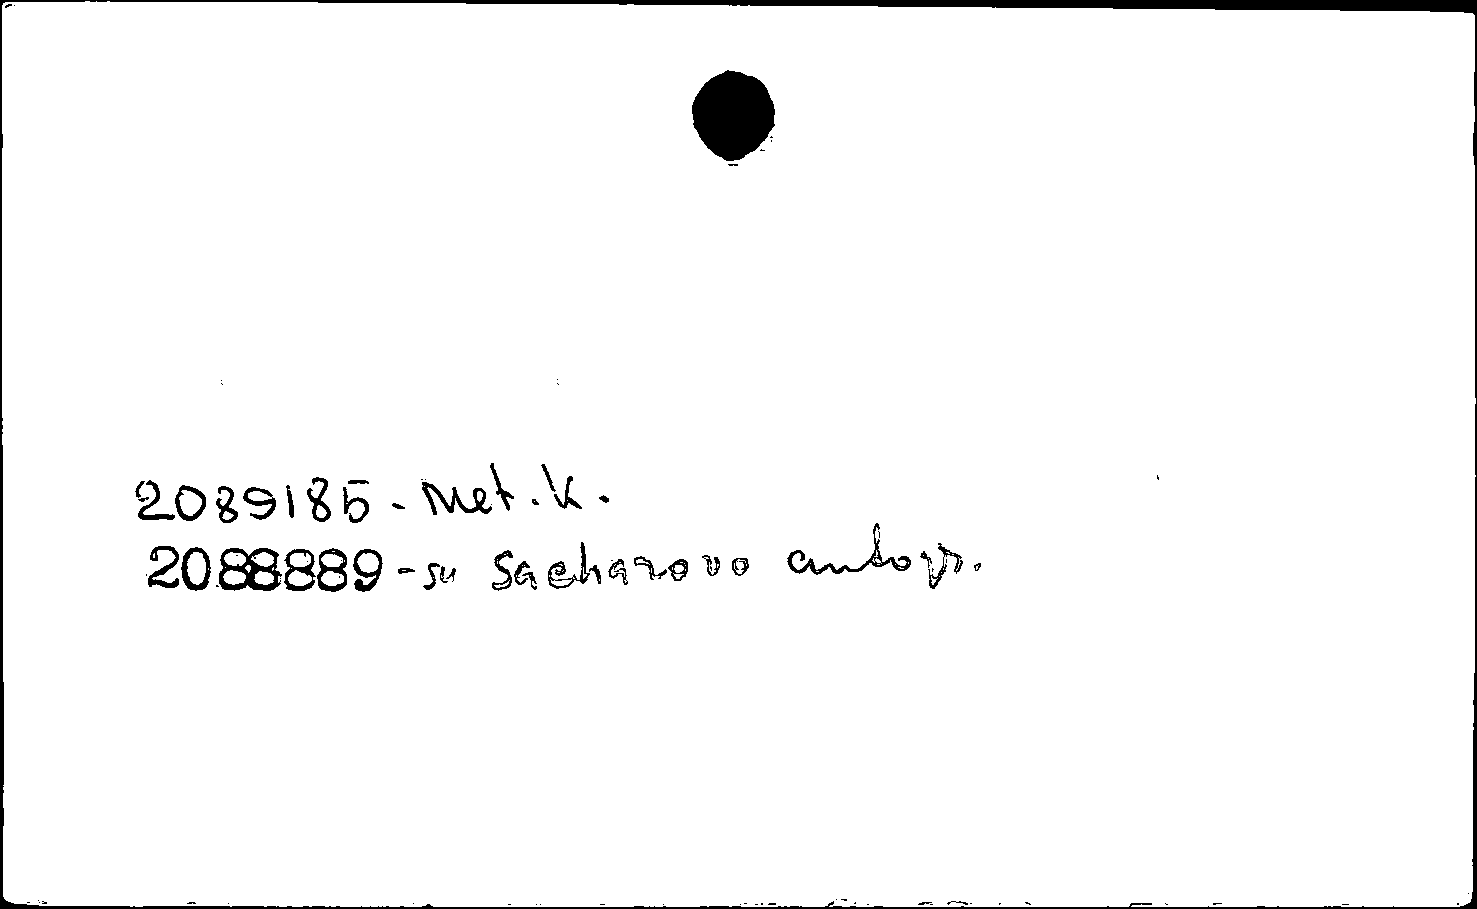 2089185 - Met. k.
2088889 - su Sacharovo autogr.